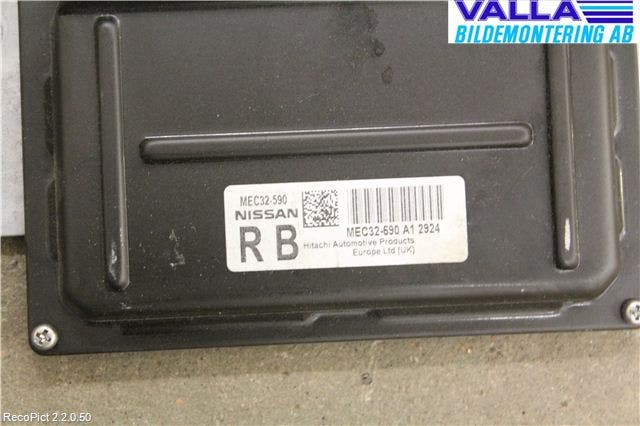 VALLA
BILDEMONTERING AB
MEC32-590
NISSAN
R B
MEC32-590 A1 2924
Hitachi Automotive Products
Europe Ltd (UK)
RecoPict 2.2.0.50